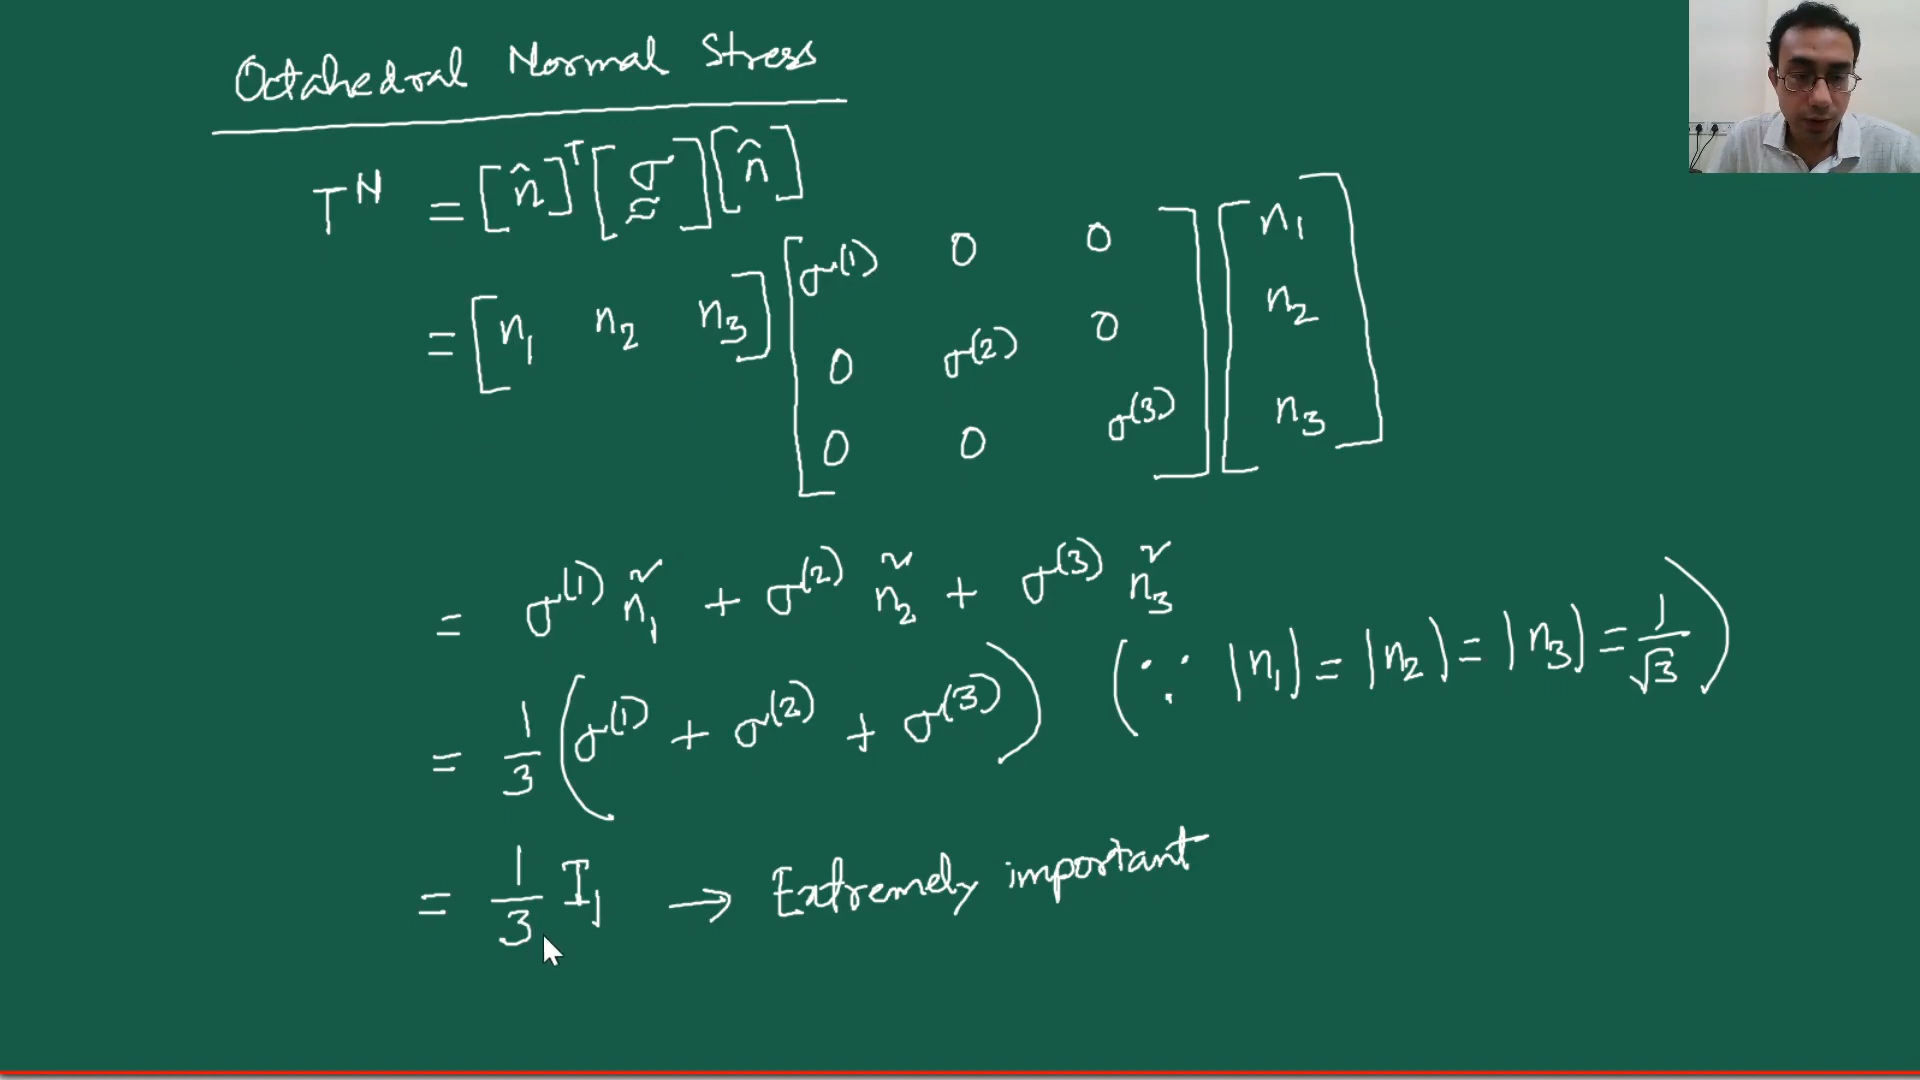 Octahedral Normal Stress
T^N = [n̂]^T [σ̰] [n̂]
= [n₁ n₂ n₃] [σ^(1) 0 0; 0 σ^(2) 0; 0 0 σ^(3)] [n₁; n₂; n₃]
= σ^(1) n₁² + σ^(2) n₂² + σ^(3) n₃²
= 1/3 (σ^(1) + σ^(2) + σ^(3)) (∵ |n₁| = |n₂| = |n₃| = 1/√3)
= 1/3 I₁ → Extremely important